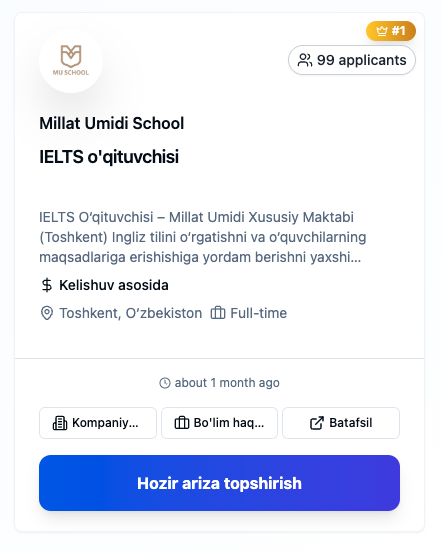 #1
99 applicants
MU SCHOOL
Millat Umidi School
IELTS o'qituvchisi
IELTS O‘qituvchisi – Millat Umidi Xususiy Maktabi
(Toshkent) Ingliz tilini o‘rgatishni va o‘quvchilarning
maqsadlariga erishishiga yordam berishni yaxshi...
$ Kelishuv asosida
Toshkent, O‘zbekiston Full-time
about 1 month ago
Kompaniy... Bo'lim haq... Batafsil
Hozir ariza topshirish